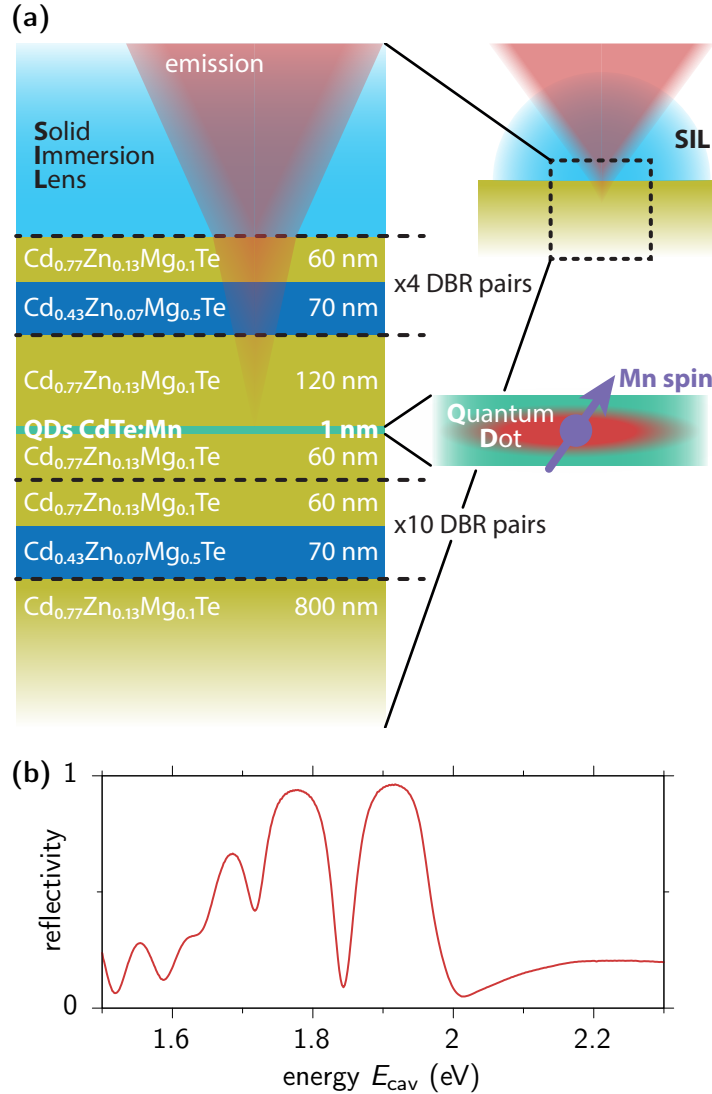 (a)
emission
Solid
Immersion
Lens
SIL
Cd0.77Zn0.13Mg0.1Te 60 nm
x4 DBR pairs
Cd0.43Zn0.07Mg0.5Te 70 nm
Cd0.77Zn0.13Mg0.1Te 120 nm
Mn spin
Quantum
Dot
QDs CdTe:Mn 1 nm
Cd0.77Zn0.13Mg0.1Te 60 nm
Cd0.77Zn0.13Mg0.1Te 60 nm
x10 DBR pairs
Cd0.43Zn0.07Mg0.5Te 70 nm
Cd0.77Zn0.13Mg0.1Te 800 nm
(b)
1
reflectivity
0
1.6 1.8 2 2.2
energy Ecav (eV)